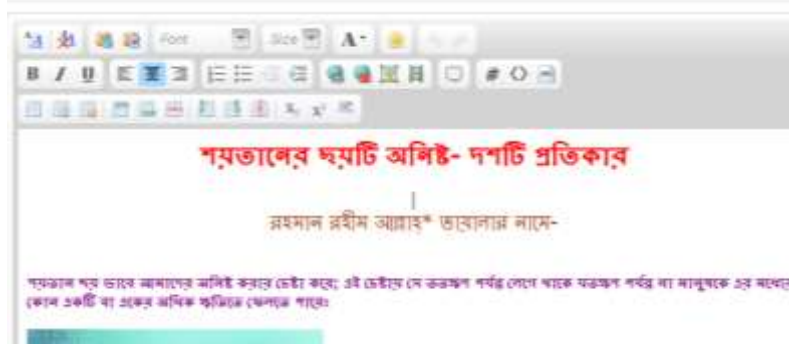 Font Size A
B I U
শয়তানের ছয়টি অনিষ্ট- দশটি প্রতিকার
রহমান রহীম আল্লাহ্‌ তায়ালার নামে-
শয়তান ছয় ভাবে আমাদের অনিষ্ট করার চেষ্টা করে; এই চেষ্টায় সে ততক্ষণ পর্যন্ত লেগে থাকে যতক্ষণ পর্যন্ত না মানুষকে এর মধ্যের
কোন একটি বা একের অধিক ক্ষতিতে ফেলতে পারে: